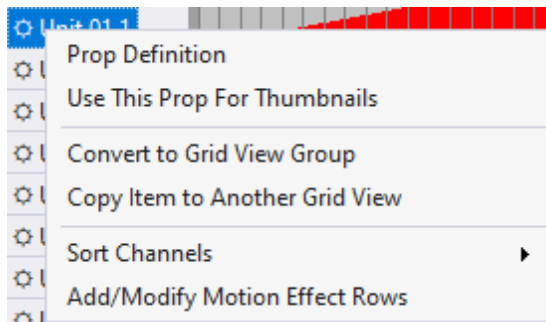 Unit 01.1
Prop Definition
Use This Prop For Thumbnails
Convert to Grid View Group
Copy Item to Another Grid View
Sort Channels
Add/Modify Motion Effect Rows